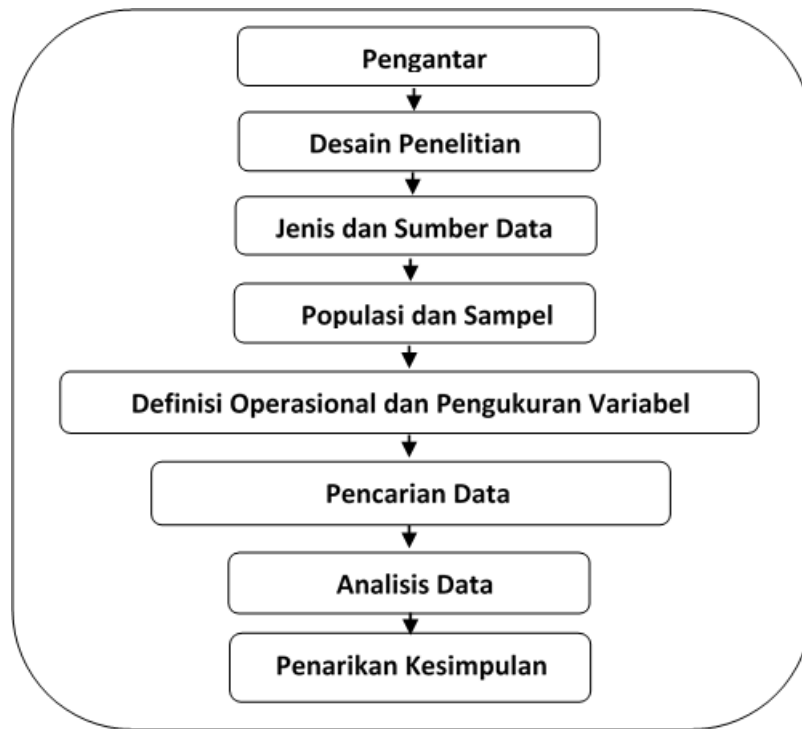 Pengantar
Desain Penelitian
Jenis dan Sumber Data
Populasi dan Sampel
Definisi Operasional dan Pengukuran Variabel
Pencarian Data
Analisis Data
Penarikan Kesimpulan